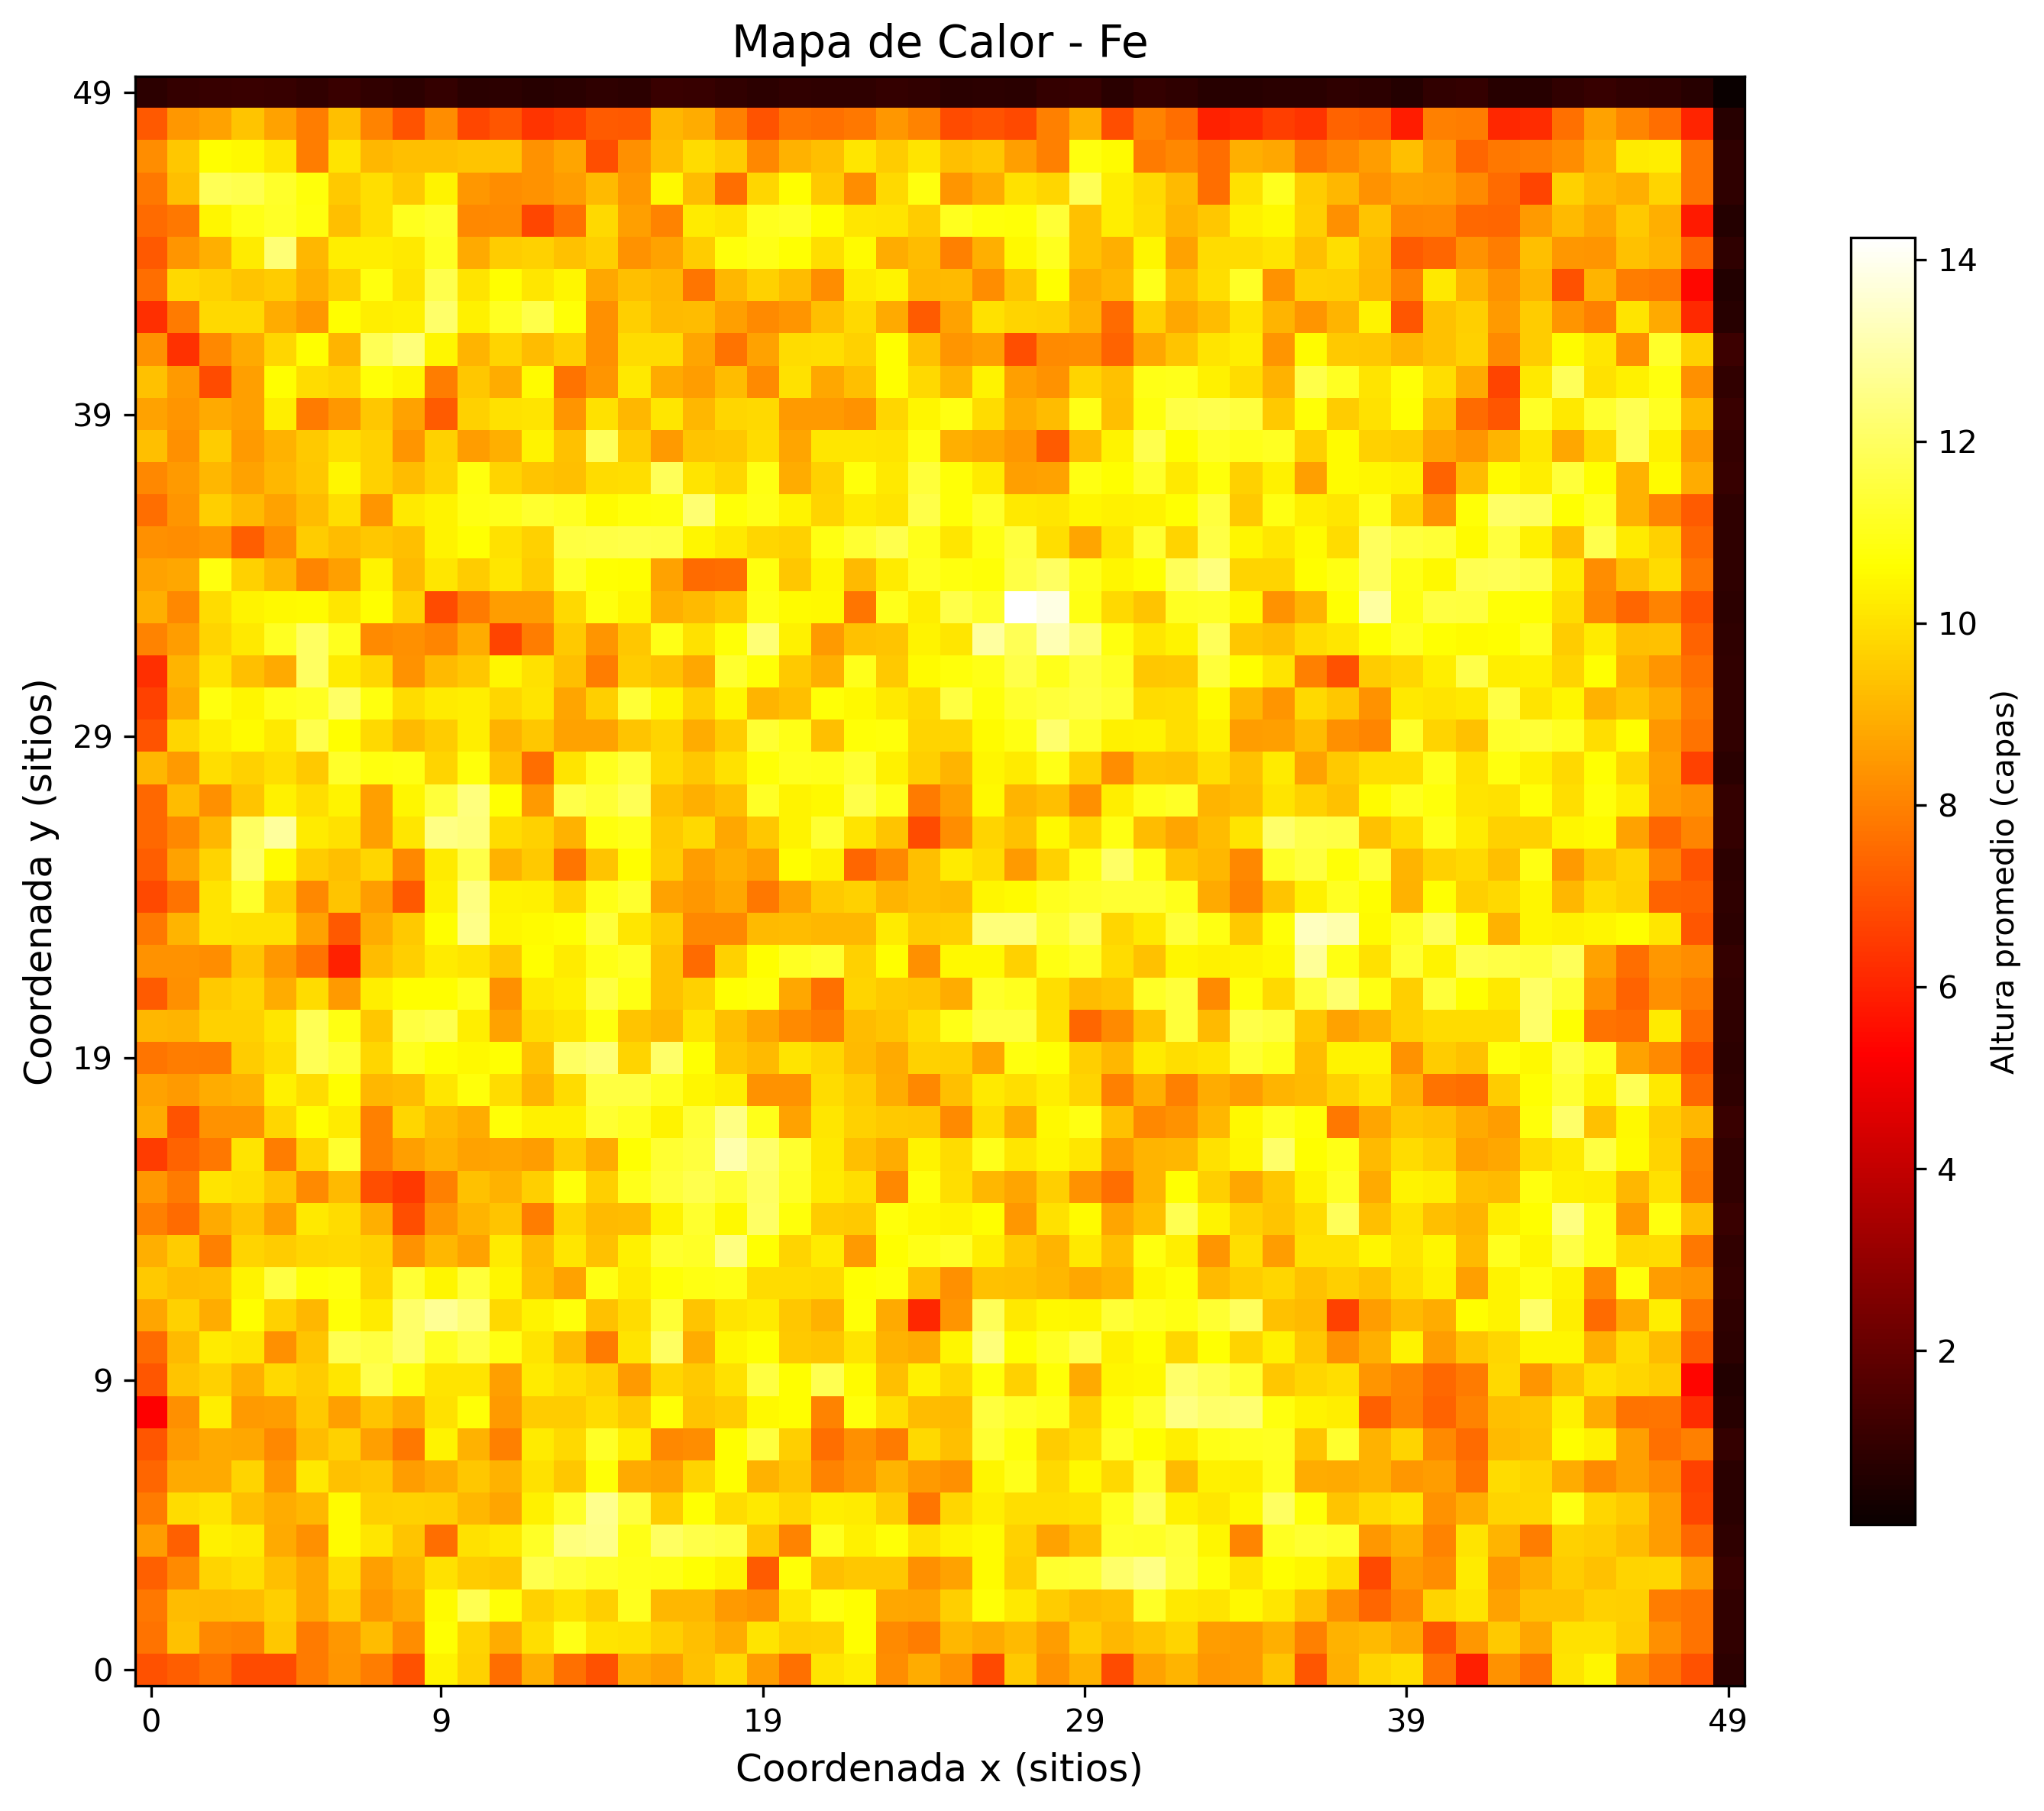 Mapa de Calor - Fe
49
39
29
19
9
0
Coordenada y (sitios)
0 9 19 29 39 49
Coordenada x (sitios)
14
12
10
8
6
4
2
Altura promedio (capas)